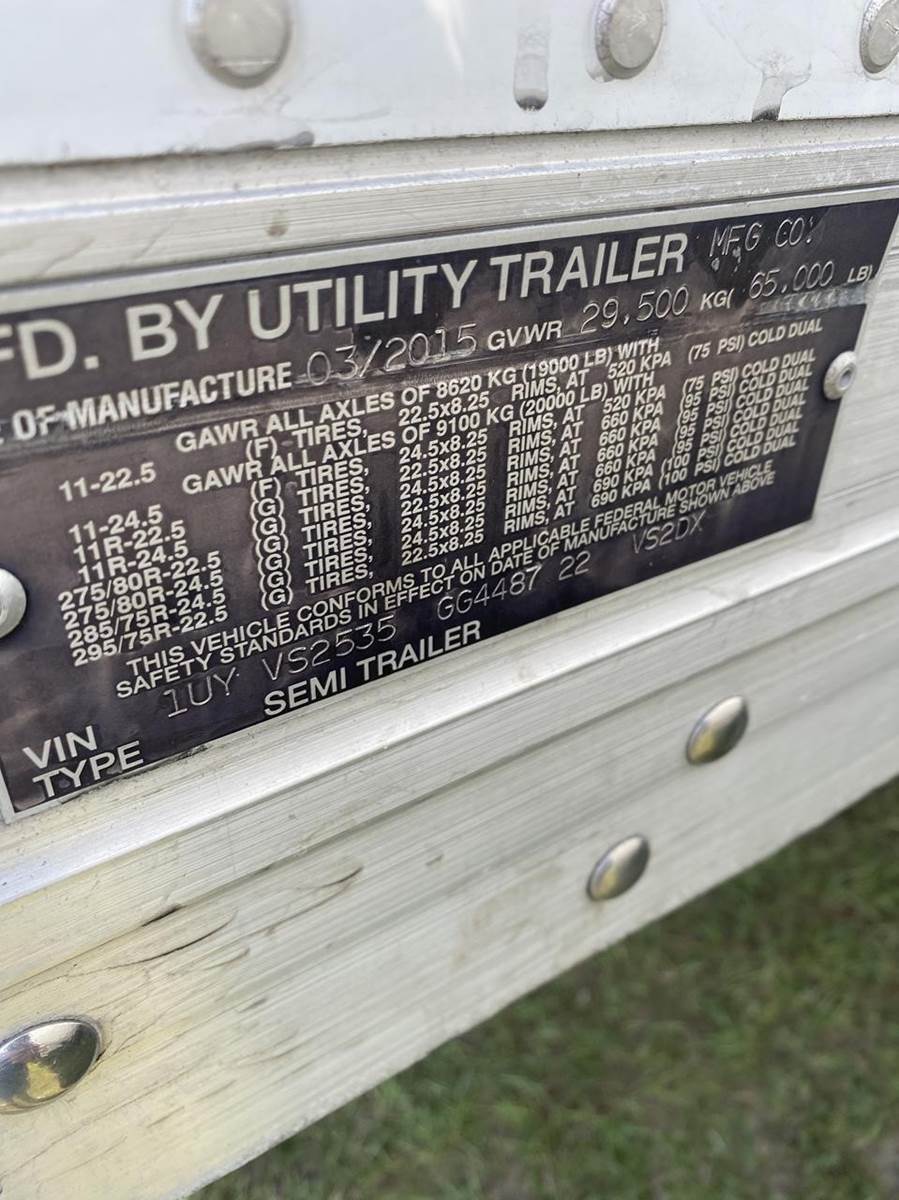 FD. BY UTILITY TRAILER MFG CO.
E OF MANUFACTURE 03/2015 GVWR 29,500 KG( 65,000 LB)
GAWR ALL AXLES OF 8620 KG (19000 LB) WITH
11-22.5 (F) TIRES, 22.5x8.25 RIMS, AT 520 KPA (75 PSI) COLD DUAL
GAWR ALL AXLES OF 9100 KG (20000 LB) WITH
11-24.5 (F) TIRES, 24.5x8.25 RIMS, AT 520 KPA (75 PSI) COLD DUAL
11R-22.5 (G) TIRES, 22.5x8.25 RIMS, AT 660 KPA (95 PSI) COLD DUAL
11R-24.5 (G) TIRES, 24.5x8.25 RIMS, AT 660 KPA (95 PSI) COLD DUAL
275/80R-22.5 (G) TIRES, 22.5x8.25 RIMS, AT 660 KPA (95 PSI) COLD DUAL
275/80R-24.5 (G) TIRES, 24.5x8.25 RIMS, AT 660 KPA (95 PSI) COLD DUAL
285/75R-24.5 (G) TIRES, 24.5x8.25 RIMS, AT 690 KPA (100 PSI) COLD DUAL
295/75R-22.5 (G) TIRES, 22.5x8.25 RIMS, AT 690 KPA (100 PSI) COLD DUAL
THIS VEHICLE CONFORMS TO ALL APPLICABLE FEDERAL MOTOR VEHICLE
SAFETY STANDARDS IN EFFECT ON DATE OF MANUFACTURE SHOWN ABOVE
VIN 1UY VS2535 GG4487 22 VS2DX
TYPE SEMI TRAILER